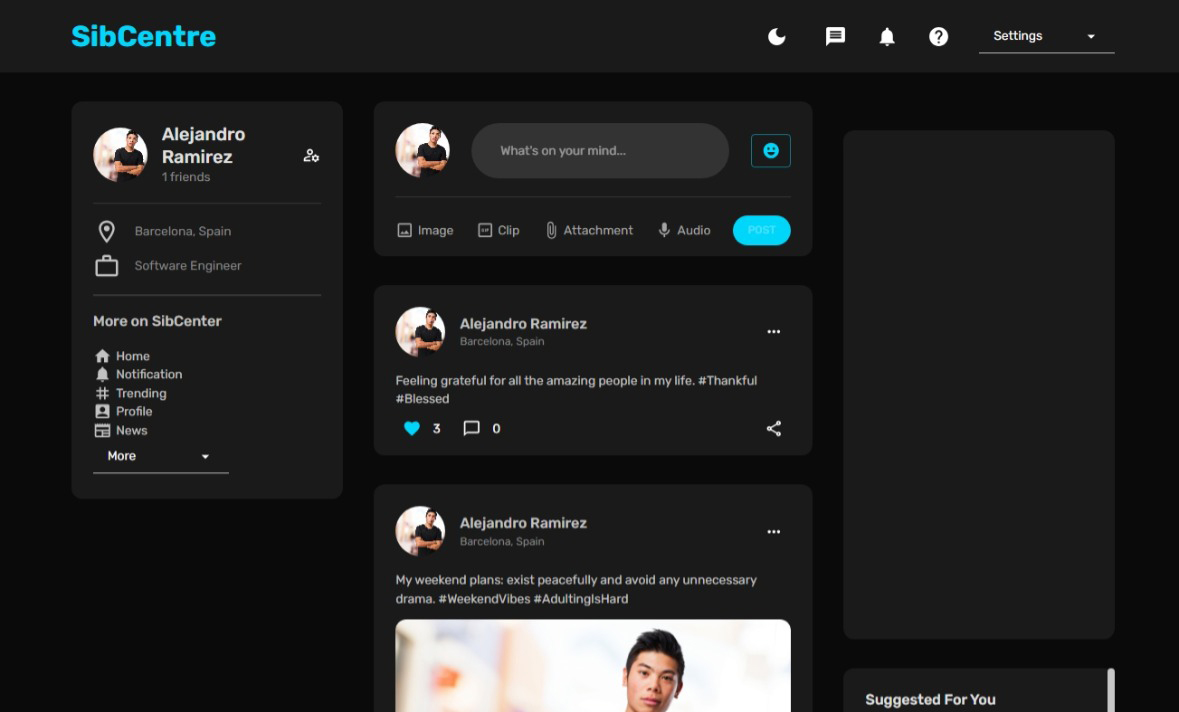 SibCentre
Settings
Alejandro
Ramirez
1 friends
Barcelona, Spain
Software Engineer
More on SibCenter
Home
Notification
Trending
Profile
News
More
What's on your mind...
Image
GIF
Clip
Attachment
Audio
POST
Alejandro Ramirez
Barcelona, Spain
Feeling grateful for all the amazing people in my life. #Thankful
#Blessed
3
0
Alejandro Ramirez
Barcelona, Spain
My weekend plans: exist peacefully and avoid any unnecessary
drama. #WeekendVibes #AdultingIsHard
Suggested For You